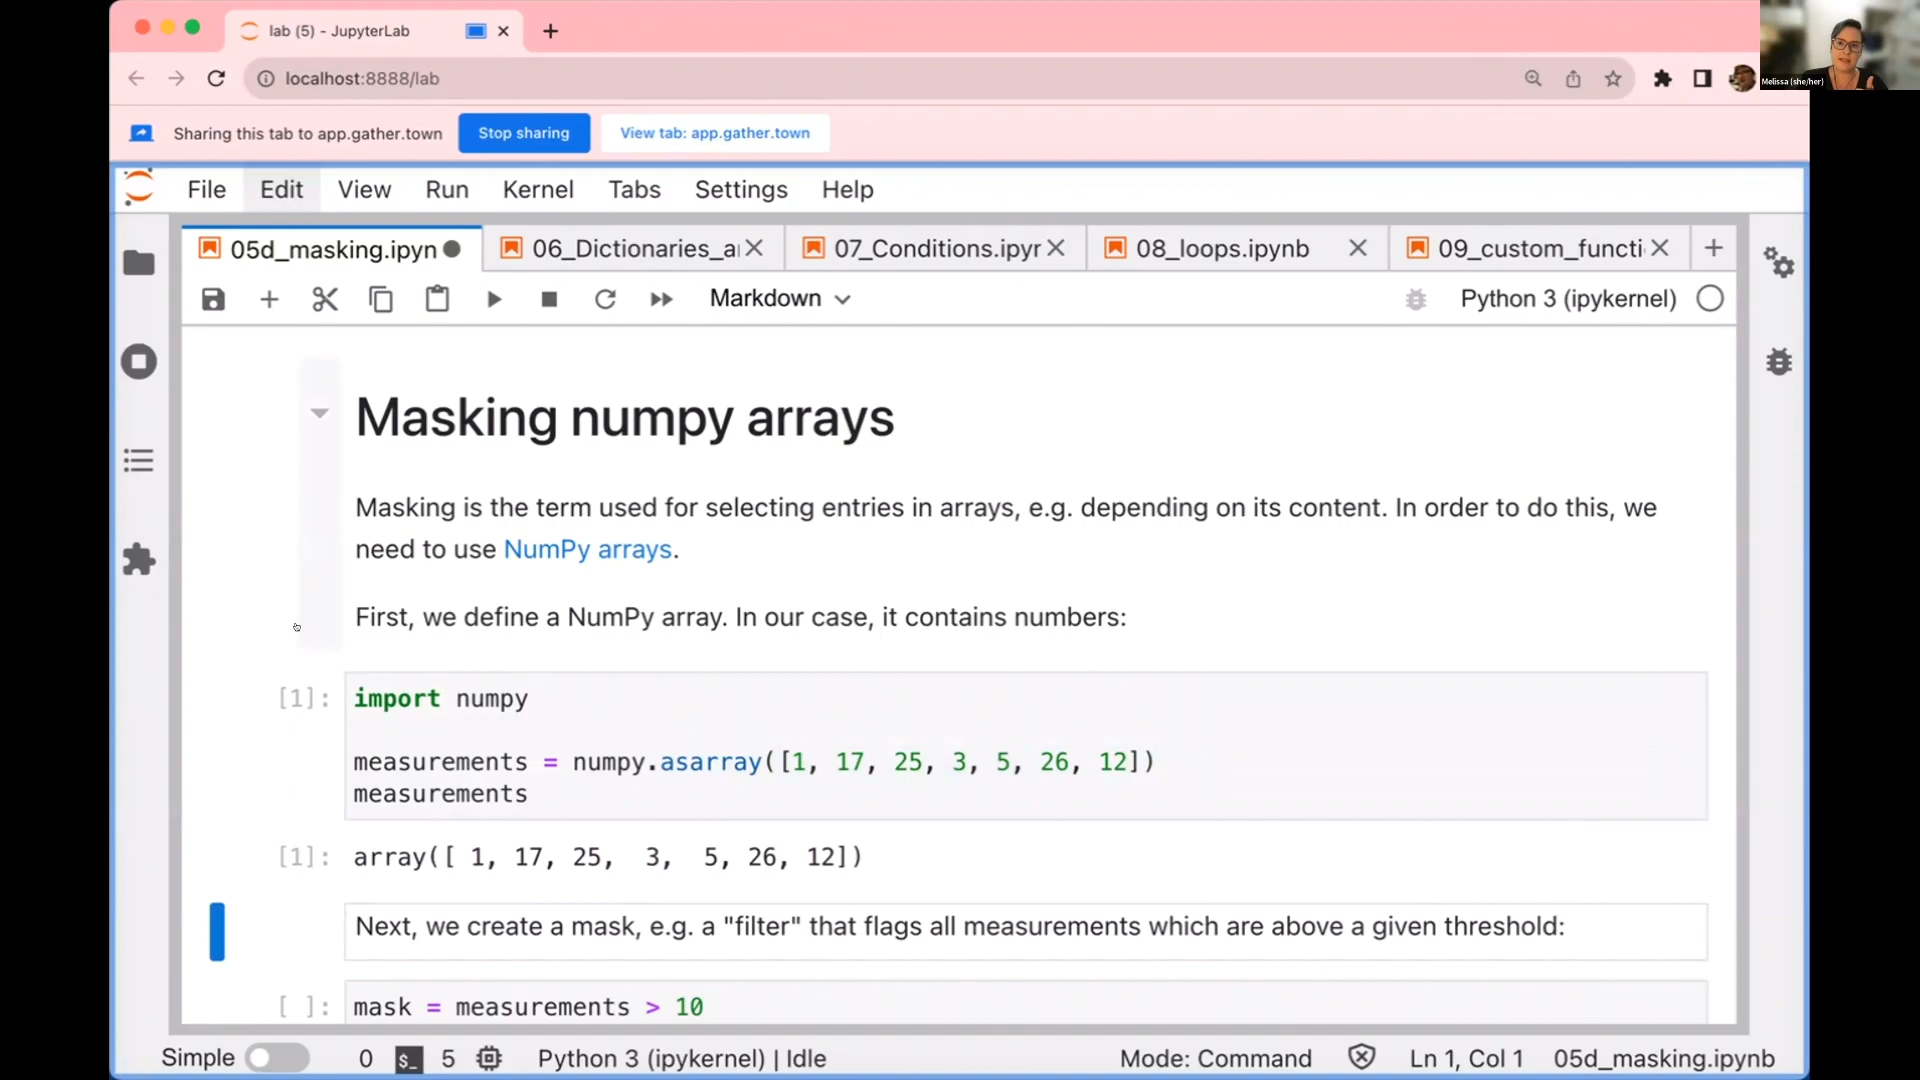 lab (5) - JupyterLab
localhost:8888/lab
Melissa (she/her)
Sharing this tab to app.gather.town
Stop sharing
View tab: app.gather.town
File Edit View Run Kernel Tabs Settings Help
05d_masking.ipyn
06_Dictionaries_a
07_Conditions.ipyr
08_loops.ipynb
09_custom_functi
Markdown
Python 3 (ipykernel)
Masking numpy arrays
Masking is the term used for selecting entries in arrays, e.g. depending on its content. In order to do this, we
need to use NumPy arrays.
First, we define a NumPy array. In our case, it contains numbers:
[1]: import numpy
measurements = numpy.asarray([1, 17, 25, 3, 5, 26, 12])
measurements
[1]: array([ 1, 17, 25,  3,  5, 26, 12])
Next, we create a mask, e.g. a "filter" that flags all measurements which are above a given threshold:
[ ]: mask = measurements > 10
Simple 0 $_ 5 Python 3 (ipykernel) | Idle Mode: Command Ln 1, Col 1 05d_masking.ipynb